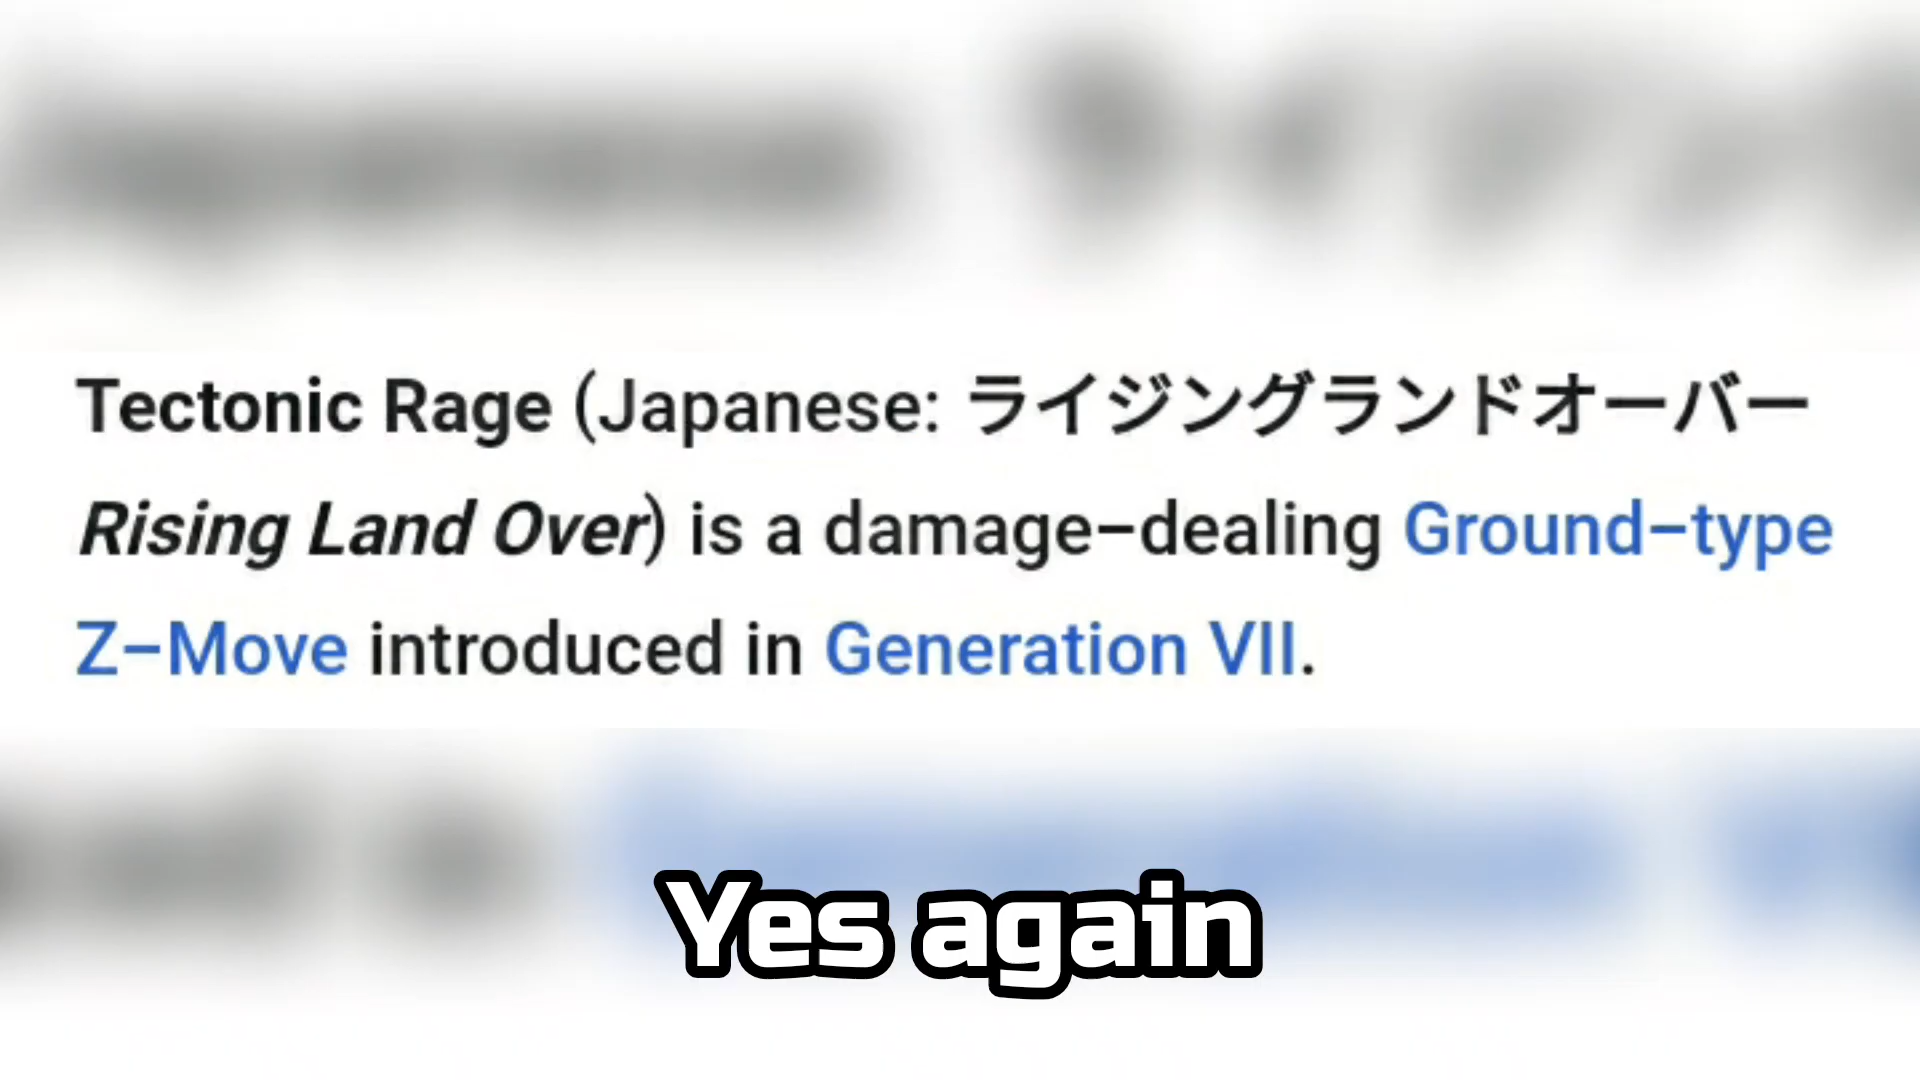 Tectonic Rage (Japanese: ライジングランドオーバー
Rising Land Over) is a damage–dealing Ground–type
Z–Move introduced in Generation VII.
Yes again